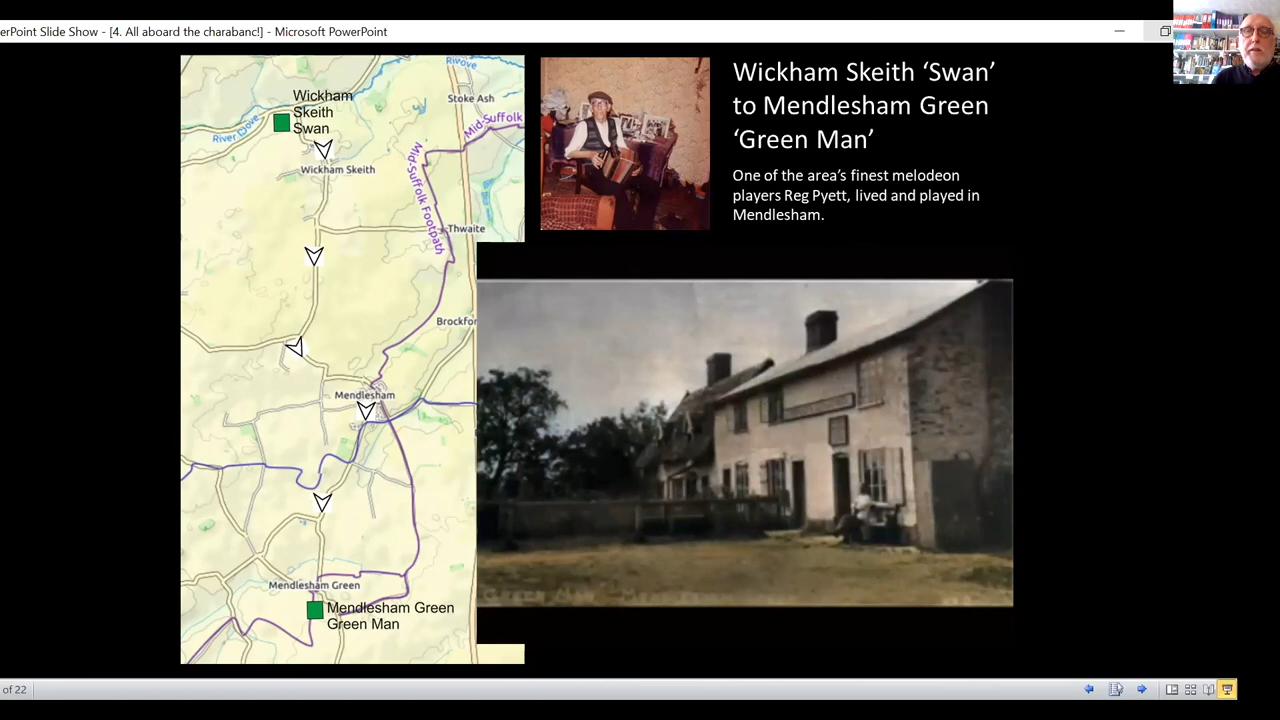 erPoint Slide Show - [4. All aboard the charabanc!] - Microsoft PowerPoint
Wickham Skeith ‘Swan’
to Mendlesham Green
‘Green Man’
One of the area’s finest melodeon
players Reg Pyett, lived and played in
Mendlesham.
Wickham
Skeith
Swan
River Dove
Rivove
Stoke Ash
Mid-Suffolk
Wickham Skeith
Mid-Suffolk Footpath
Thwaite
Brockfor
Mendlesham
Mendlesham Green
Mendlesham Green
Green Man
of 22